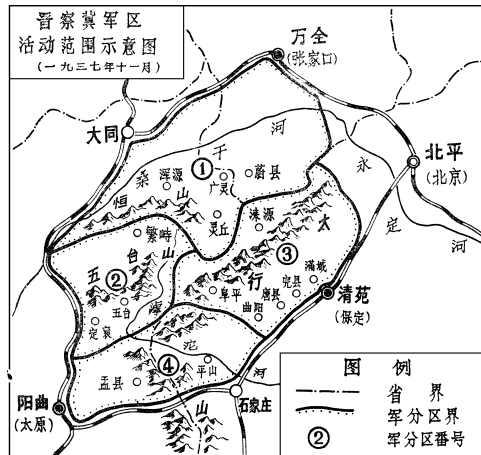 晋察冀军区
活动范围示意图
(一九三七年十一月)
万全
(张家口)
大同
北平
(北京)
桑干河
永定河
恒山
浑源
①
广灵
蔚县
灵丘
涞源
太行山
③
繁峙
五台山
②
五台
定襄
滹沱河
阜平
曲阳
唐县
完县
满城
清苑
(保定)
④
盂县
平山
石家庄
阳曲
(太原)
图例
省界
军分区界
② 军分区番号